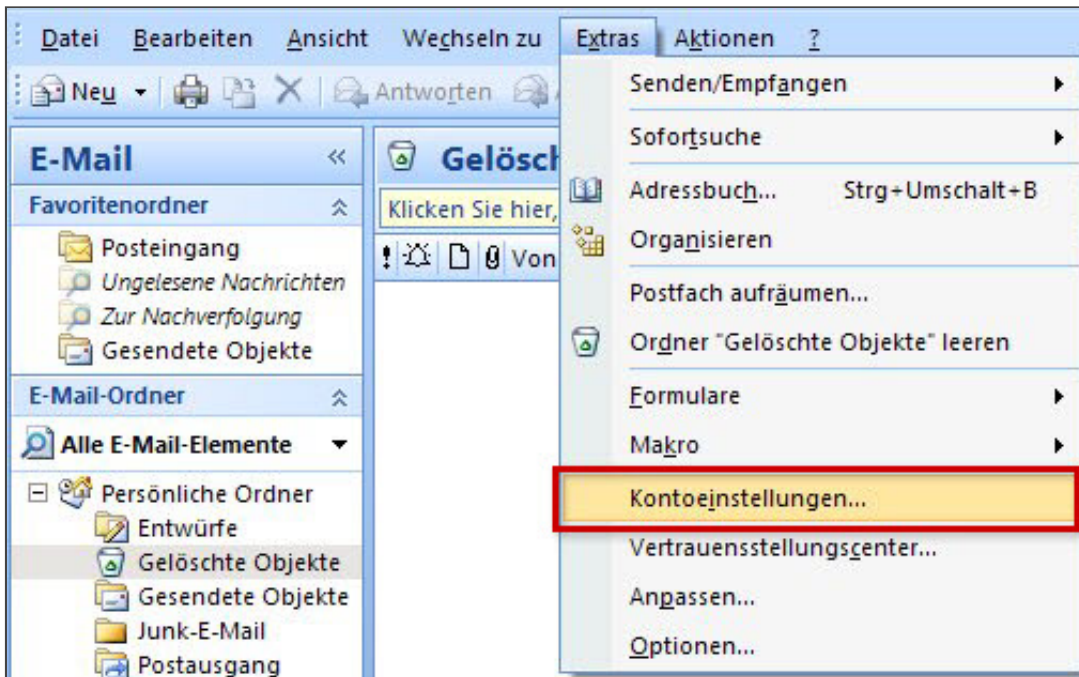 Datei Bearbeiten Ansicht Wechseln zu Extras Aktionen ?
Neu Antworten
E-Mail
Favoritenordner
Posteingang
Ungelesene Nachrichten
Zur Nachverfolgung
Gesendete Objekte
E-Mail-Ordner
Alle E-Mail-Elemente
Persönliche Ordner
Entwürfe
Gelöschte Objekte
Gesendete Objekte
Junk-E-Mail
Postausgang
Klicken Sie hier,
Von
Senden/Empfangen
Sofortsuche
Adressbuch... Strg+Umschalt+B
Organisieren
Postfach aufräumen...
Ordner "Gelöschte Objekte" leeren
Formulare
Makro
Kontoeinstellungen...
Vertrauensstellungscenter...
Anpassen...
Optionen...